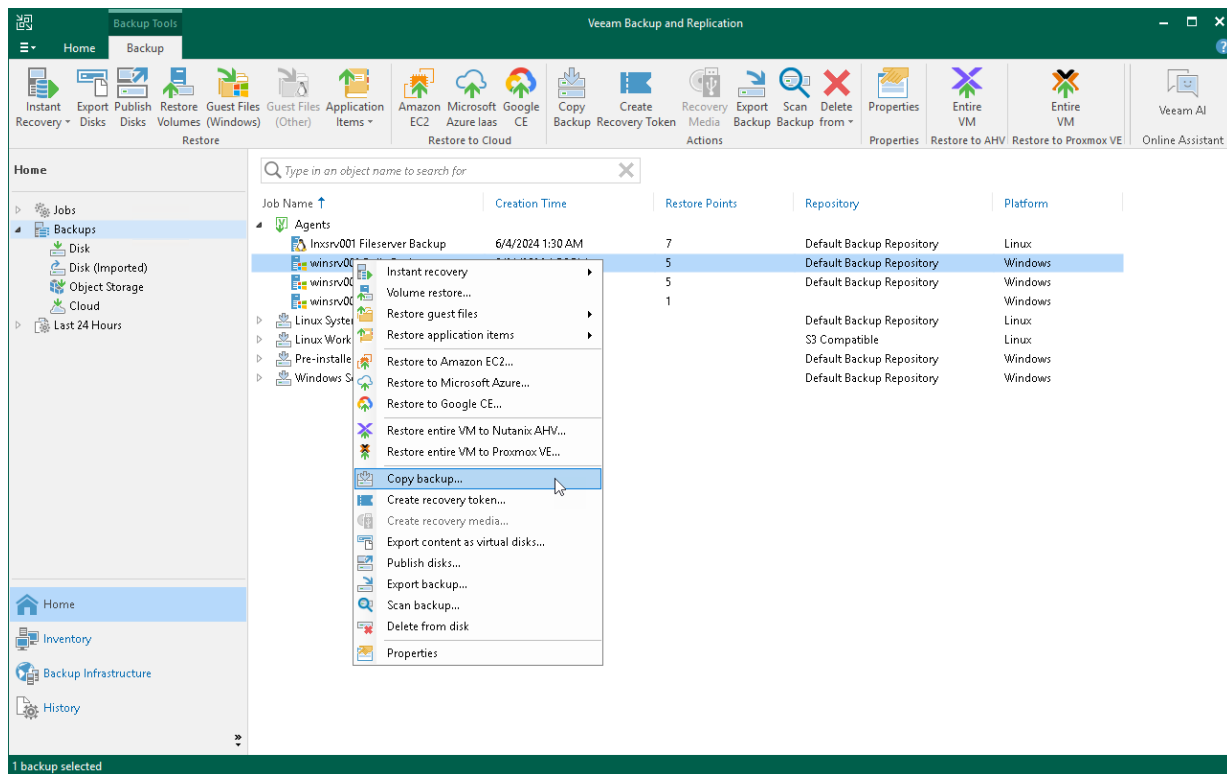 Backup Tools
Veeam Backup and Replication
Home Backup
Instant Recovery
Export Disks
Publish Disks
Restore Volumes
Guest Files (Windows)
Guest Files (Other)
Application Items
Amazon EC2
Microsoft Azure Iaas
Google CE
Copy Backup
Create Recovery Token
Recovery Media
Export Backup
Scan Backup
Delete from
Properties
Entire VM
Entire VM
Veeam AI
Restore
Restore to Cloud
Actions
Properties
Restore to AHV
Restore to Proxmox VE
Online Assistant
Home
Type in an object name to search for
Jobs
Backups
Disk
Disk (Imported)
Object Storage
Cloud
Last 24 Hours
Job Name Creation Time Restore Points Repository Platform
Agents
lnxsrv001 Fileserver Backup 6/4/2024 1:30 AM 7 Default Backup Repository Linux
5 Default Backup Repository Windows
5 Default Backup Repository Windows
1 Windows
Default Backup Repository Linux
Linux Work S3 Compatible Linux
Default Backup Repository Windows
Windows Default Backup Repository Windows
Instant recovery
Volume restore...
Restore guest files
Restore application items
Restore to Amazon EC2...
Restore to Microsoft Azure...
Restore to Google CE...
Restore entire VM to Nutanix AHV...
Restore entire VM to Proxmox VE...
Copy backup...
Create recovery token...
Create recovery media...
Export content as virtual disks...
Publish disks...
Export backup...
Scan backup...
Delete from disk
Properties
Home
Inventory
Backup Infrastructure
History
1 backup selected